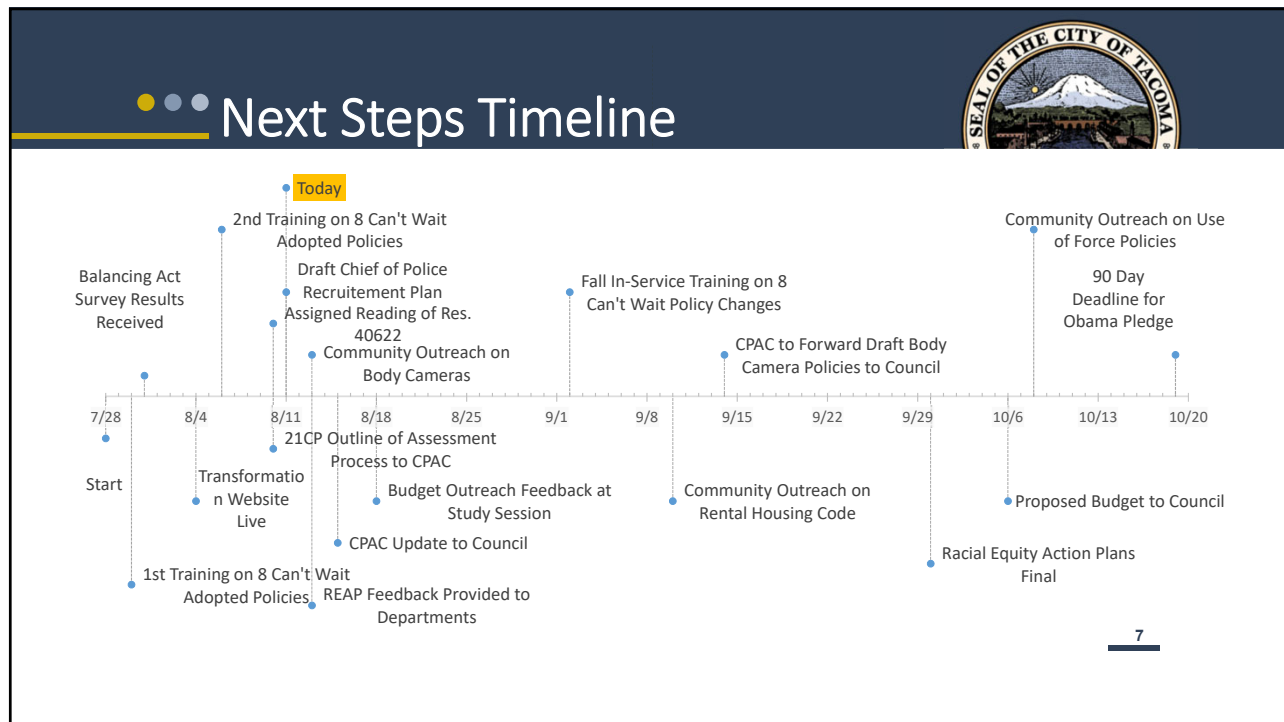 Next Steps Timeline
SEAL OF THE CITY OF TACOMA
Today
2nd Training on 8 Can't Wait
Adopted Policies
Community Outreach on Use
of Force Policies
Balancing Act
Survey Results
Received
Draft Chief of Police
Recruitement Plan
Fall In-Service Training on 8
Can't Wait Policy Changes
90 Day
Deadline for
Obama Pledge
Assigned Reading of Res.
40622
Community Outreach on
Body Cameras
CPAC to Forward Draft Body
Camera Policies to Council
7/28 8/4 8/11 8/18 8/25 9/1 9/8 9/15 9/22 9/29 10/6 10/13 10/20
Start
21CP Outline of Assessment
Process to CPAC
Transformatio
n Website
Live
Budget Outreach Feedback at
Study Session
Community Outreach on
Rental Housing Code
Proposed Budget to Council
CPAC Update to Council
Racial Equity Action Plans
Final
1st Training on 8 Can't Wait
Adopted Policies
REAP Feedback Provided to
Departments
7